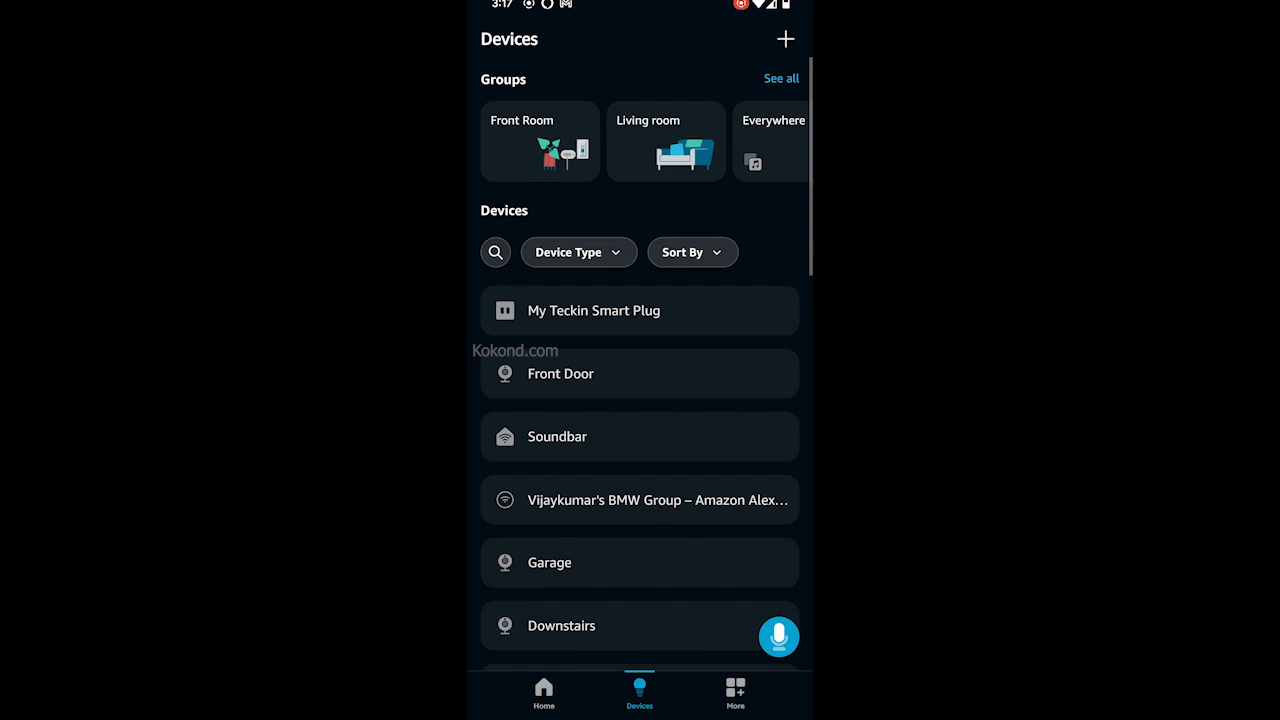 3:17
Devices
Groups
See all
Front Room
Living room
Everywhere
Devices
Device Type
Sort By
My Teckin Smart Plug
Kokond.com
Front Door
Soundbar
Vijaykumar's BMW Group – Amazon Alex...
Garage
Downstairs
Home
Devices
More